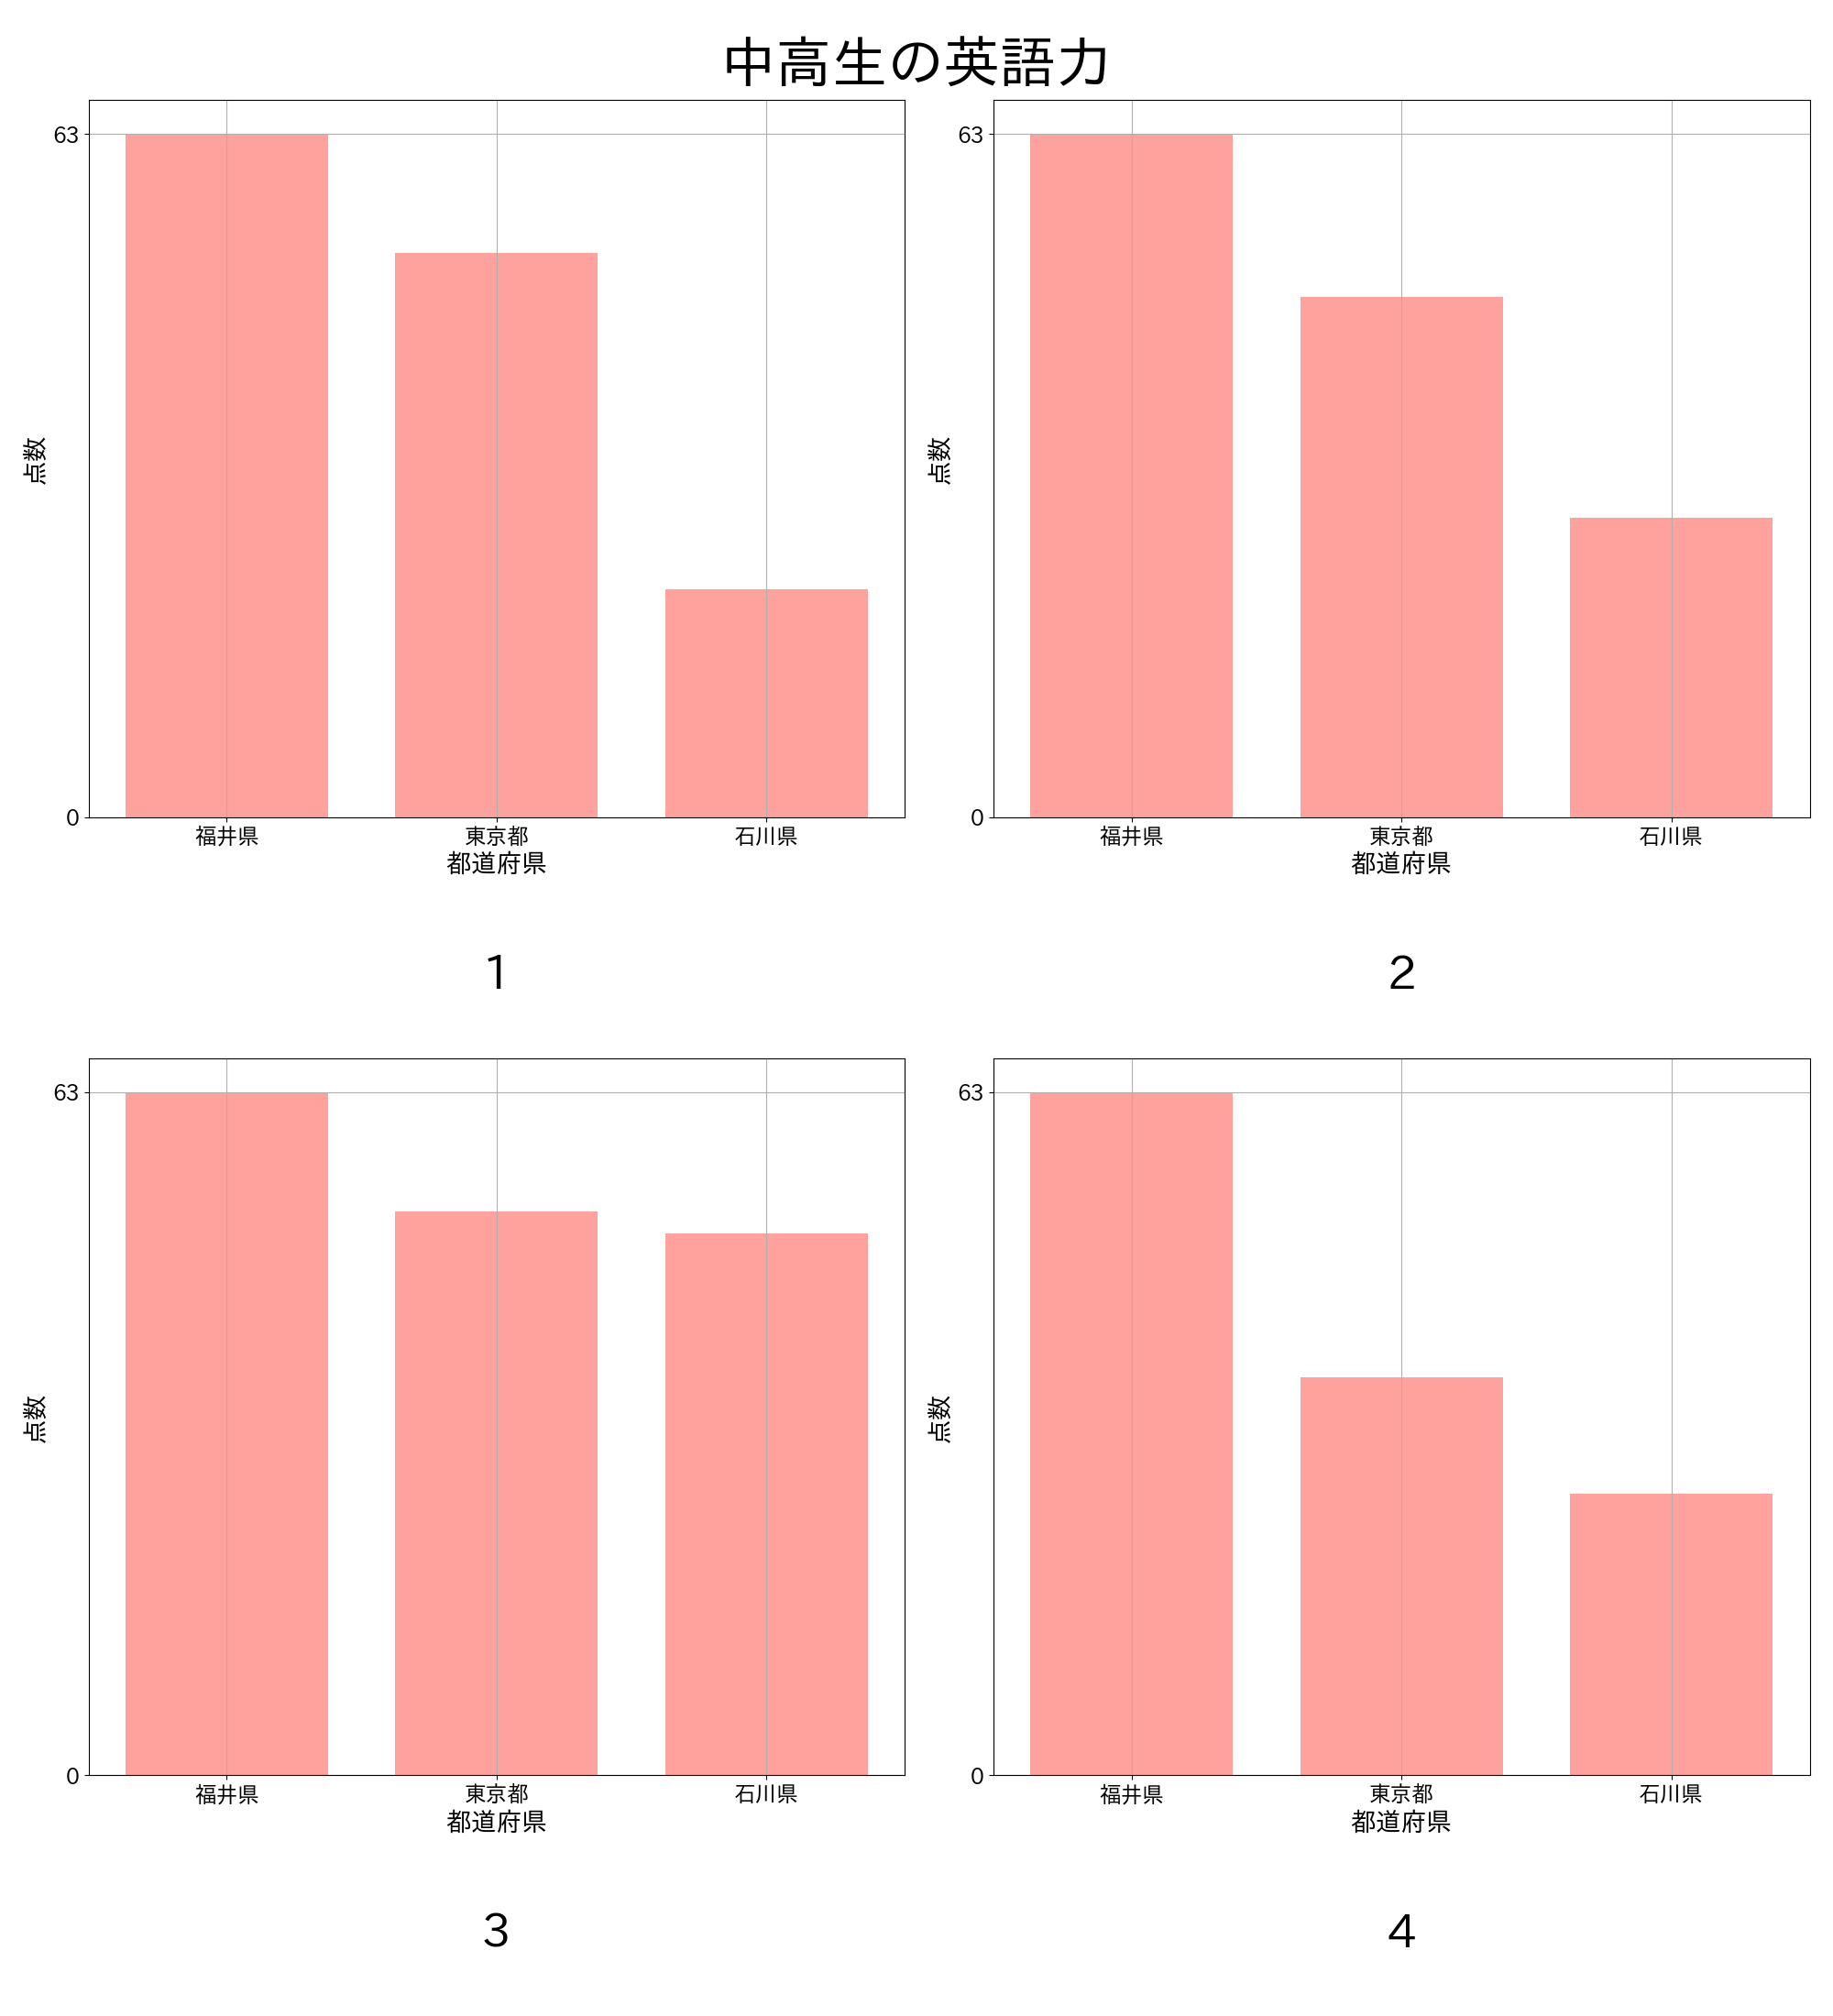 中高生の英語力
63
点数
0
福井県 東京都 石川県
都道府県
1
63
点数
0
福井県 東京都 石川県
都道府県
2
63
点数
0
福井県 東京都 石川県
都道府県
3
63
点数
0
福井県 東京都 石川県
都道府県
4